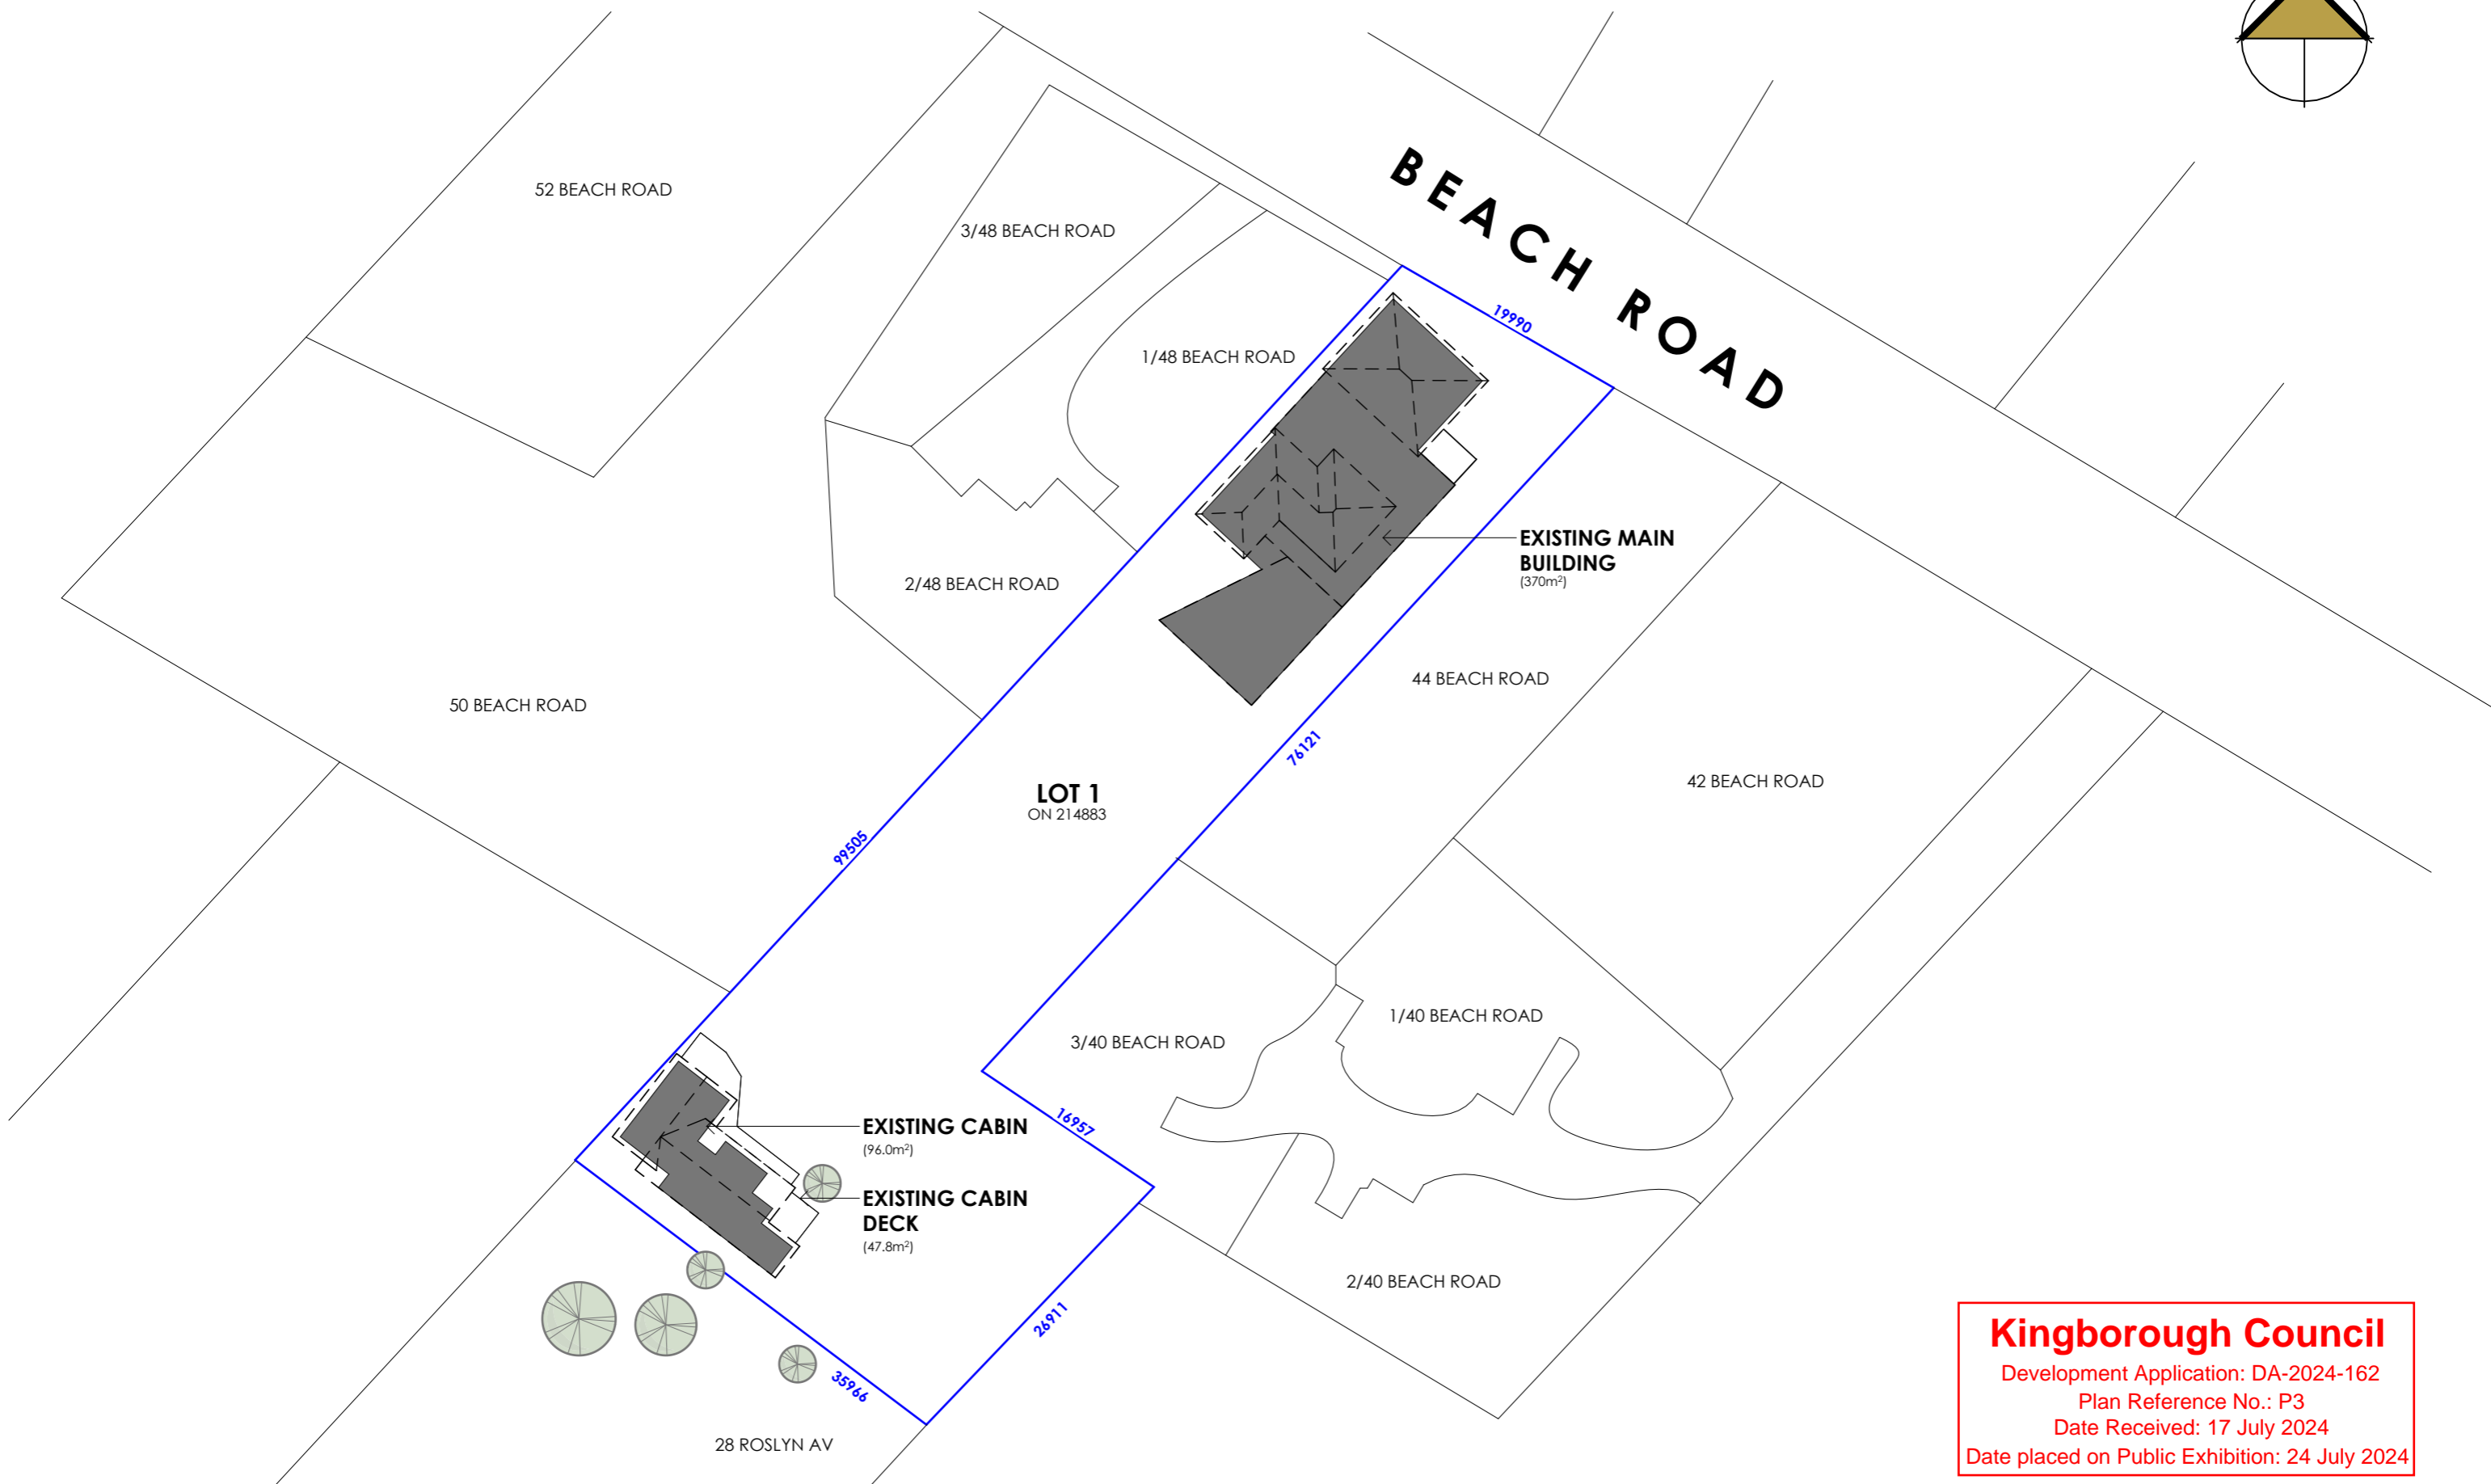 52 BEACH ROAD
3/48 BEACH ROAD
BEACH ROAD
19990
1/48 BEACH ROAD
EXISTING MAIN
BUILDING
(370m²)
2/48 BEACH ROAD
44 BEACH ROAD
50 BEACH ROAD
76121
42 BEACH ROAD
LOT 1
ON 214883
99505
1/40 BEACH ROAD
3/40 BEACH ROAD
16957
EXISTING CABIN
(96.0m²)
EXISTING CABIN
DECK
(47.8m²)
2/40 BEACH ROAD
26911
35966
28 ROSLYN AV
Kingborough Council
Development Application: DA-2024-162
Plan Reference No.: P3
Date Received: 17 July 2024
Date placed on Public Exhibition: 24 July 2024